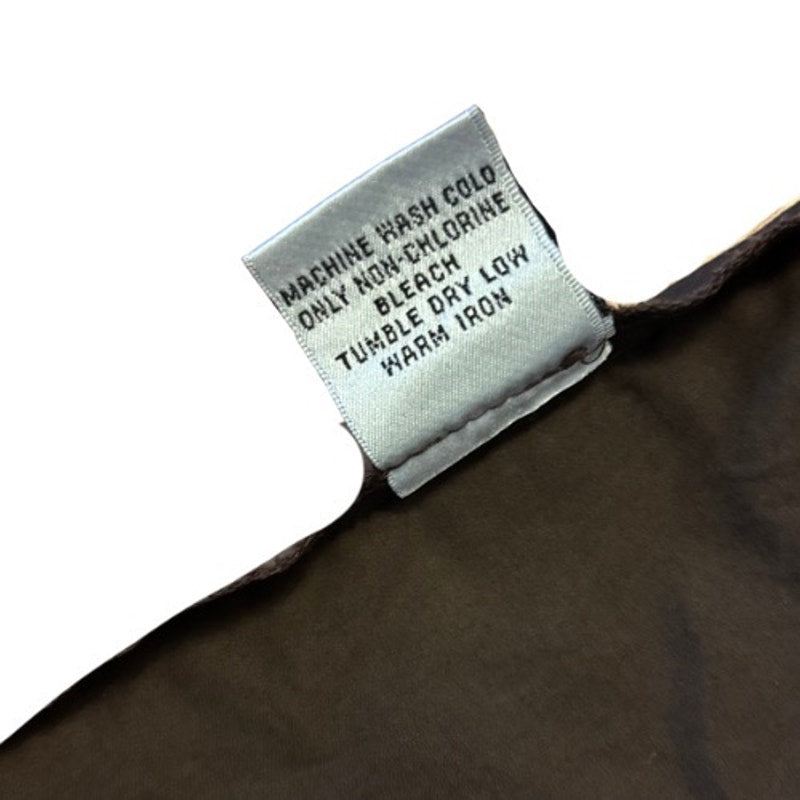 MACHINE WASH COLD
ONLY NON-CHLORINE
BLEACH
TUMBLE DRY LOW
WARM IRON